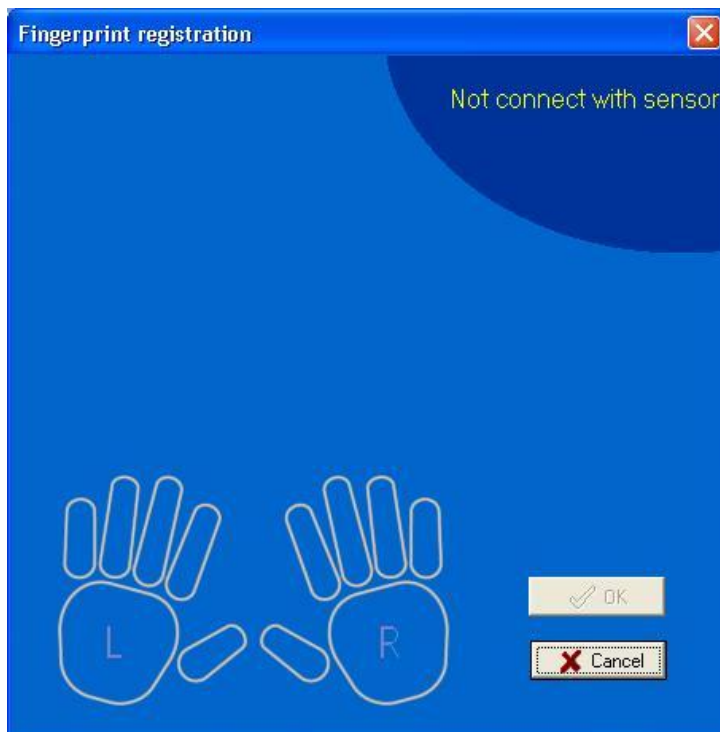 Fingerprint registration
Not connect with sensor
L
R
OK
Cancel